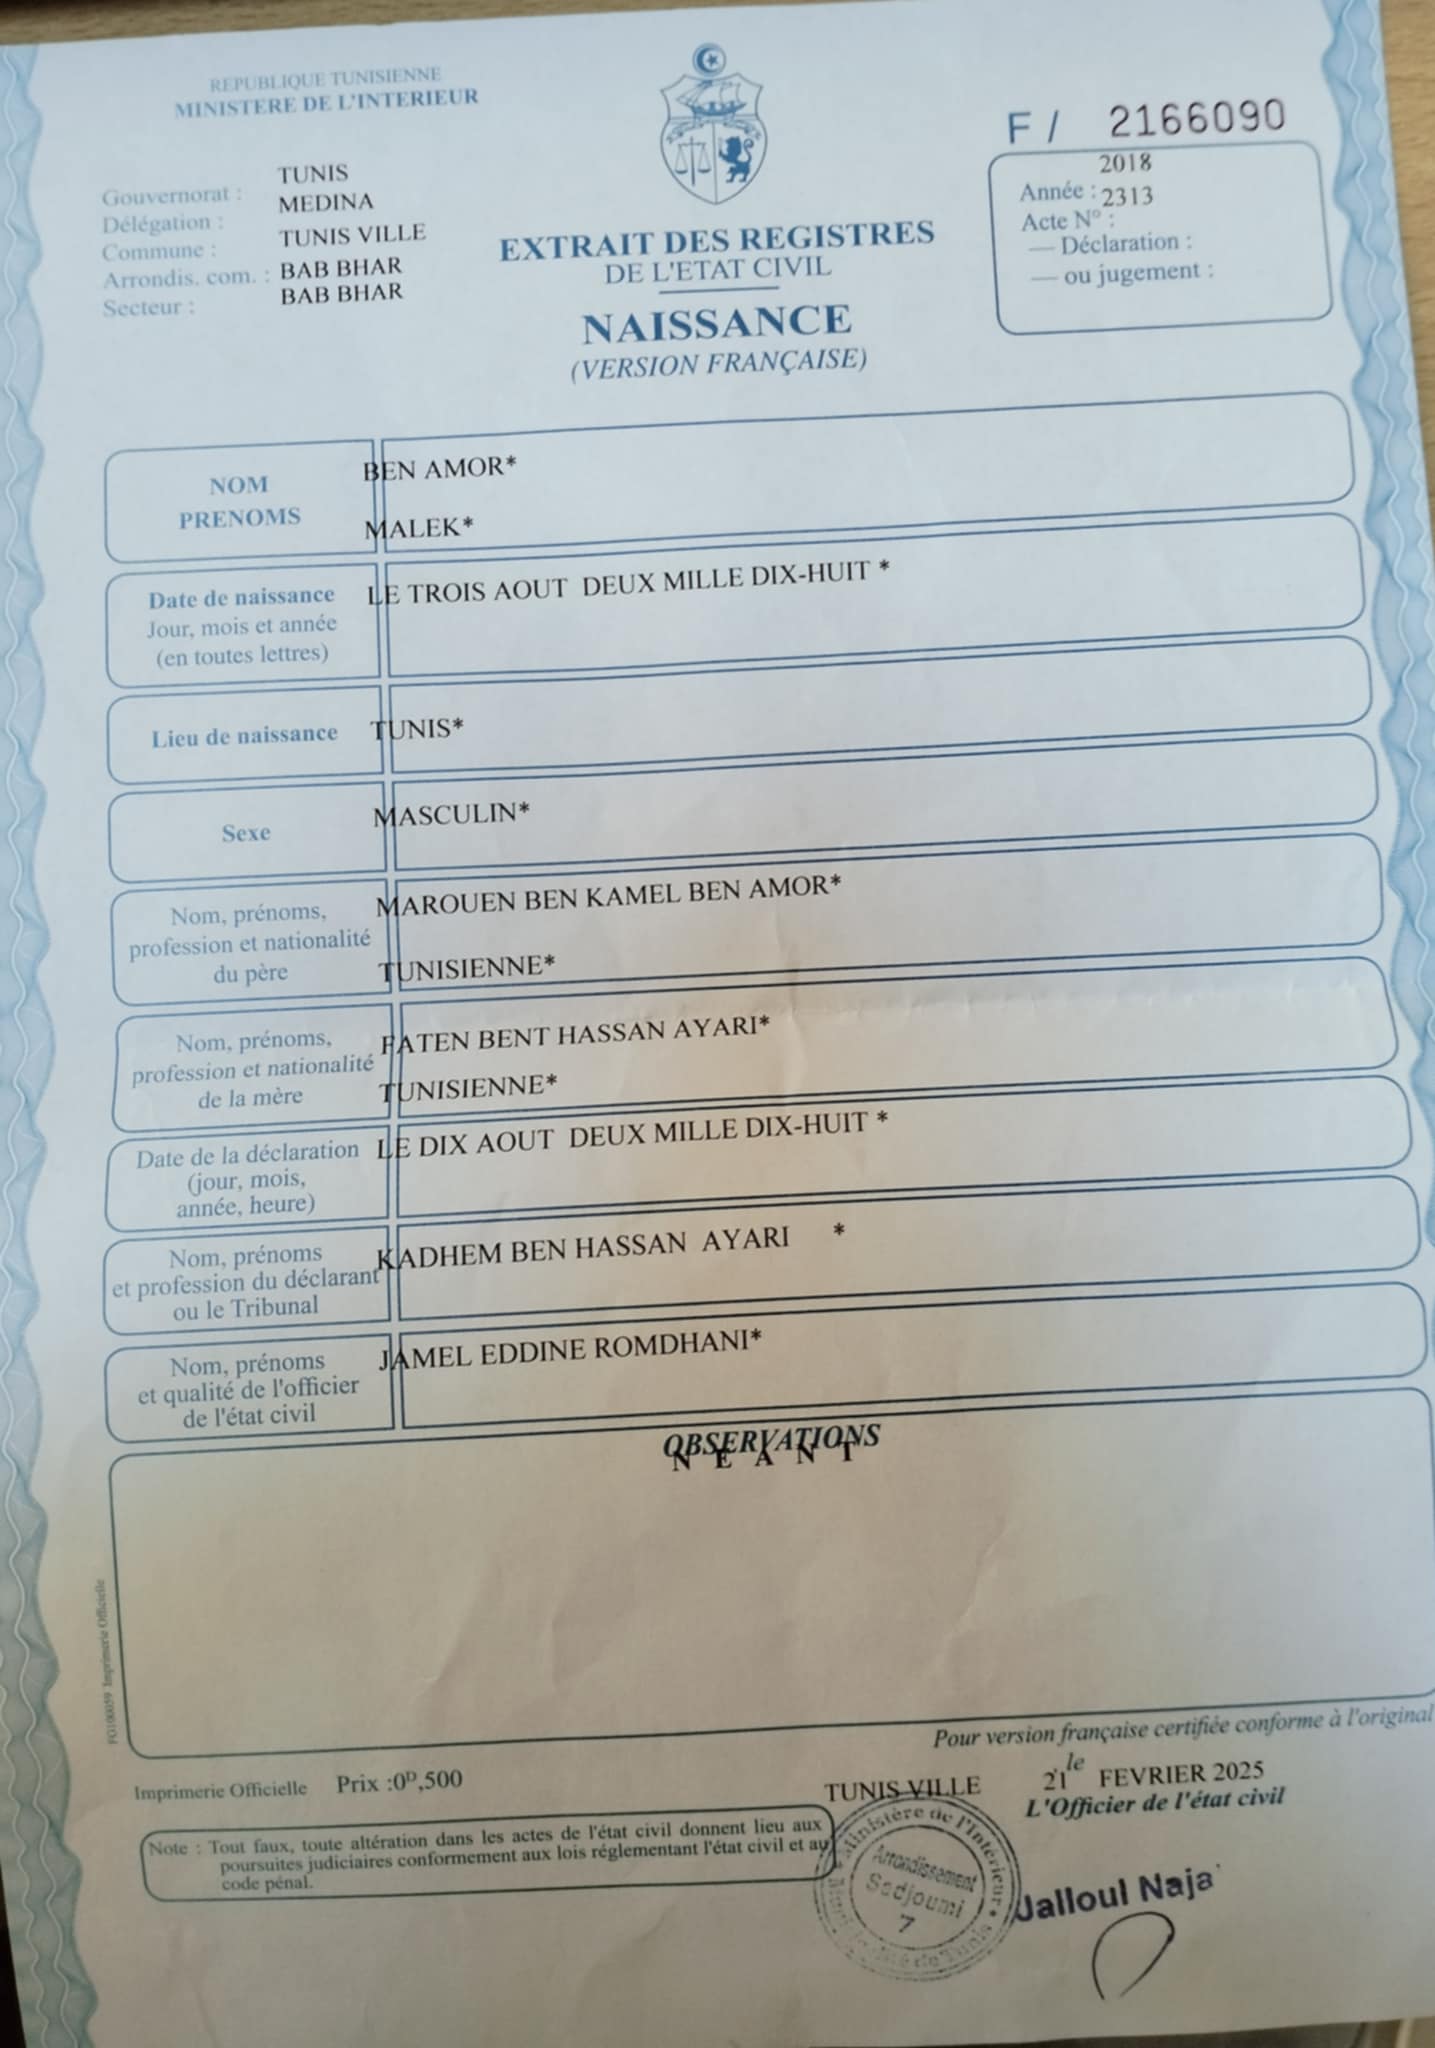 REPUBLIQUE TUNISIENNE
MINISTERE DE L'INTERIEUR
F / 2166090
Gouvernorat : TUNIS
Délégation : MEDINA
Commune : TUNIS VILLE
Arrondis. com. : BAB BHAR
Secteur : BAB BHAR
EXTRAIT DES REGISTRES
DE L'ETAT CIVIL
NAISSANCE
(VERSION FRANÇAISE)
Année : 2018
Acte N° : 2313
— Déclaration :
— ou jugement :
NOM BEN AMOR*
PRENOMS MALEK*
Date de naissance LE TROIS AOUT DEUX MILLE DIX-HUIT *
Jour, mois et année
(en toutes lettres)
Lieu de naissance TUNIS*
Sexe MASCULIN*
Nom, prénoms, MAROUEN BEN KAMEL BEN AMOR*
profession et nationalité
du père TUNISIENNE*
Nom, prénoms, FATEN BENT HASSAN AYARI*
profession et nationalité
de la mère TUNISIENNE*
Date de la déclaration LE DIX AOUT DEUX MILLE DIX-HUIT *
(jour, mois,
année, heure)
Nom, prénoms KADHEM BEN HASSAN AYARI *
et profession du déclarant
ou le Tribunal
Nom, prénoms JAMEL EDDINE ROMDHANI*
et qualité de l'officier
de l'état civil
OBSERVATIONS
N E A N T
FO100059 Imprimerie Officielle
Pour version française certifiée conforme à l'original
Imprimerie Officielle Prix :0ᴰ,500
TUNIS VILLE le 21 FEVRIER 2025
L'Officier de l'état civil
Note : Tout faux, toute altération dans les actes de l'état civil donnent lieu aux
poursuites judiciaires conformement aux lois réglementant l'état civil et au
code pénal.
Ministère de l'Intérieur
Arrondissement
Sedjoumi
7
de Tunis
Jalloul Naja